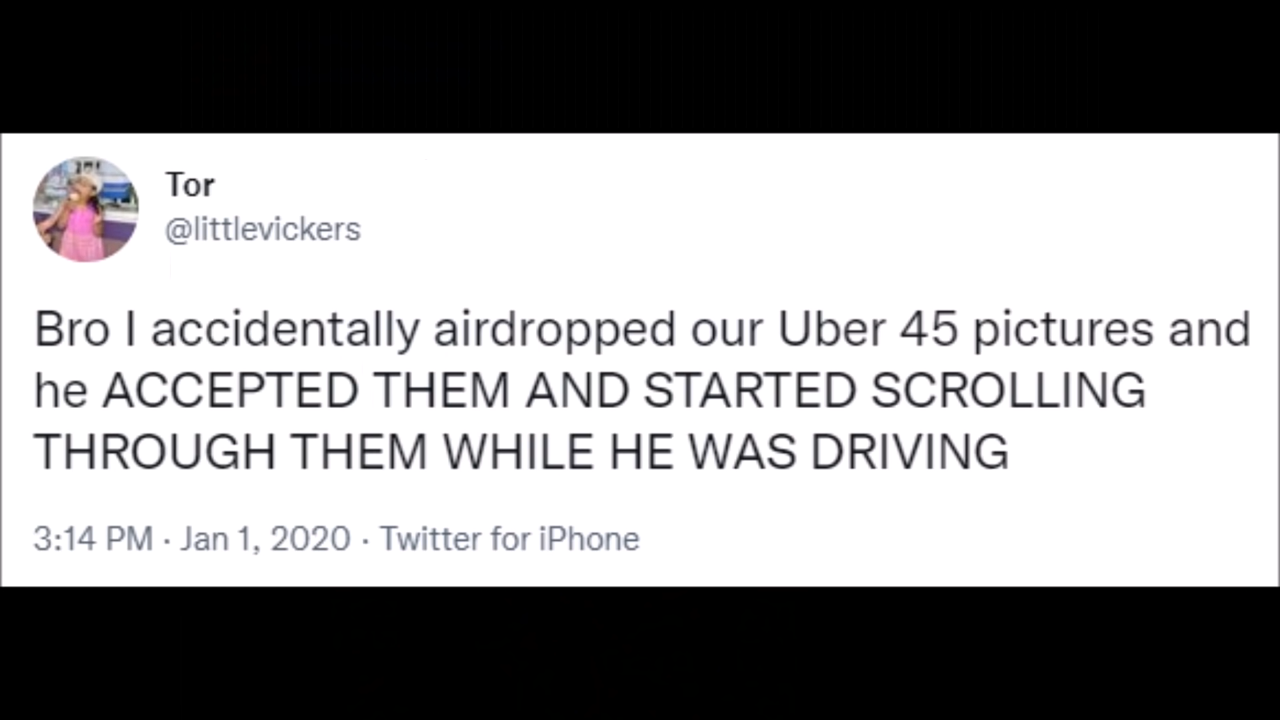 Tor
@littlevickers
Bro I accidentally airdropped our Uber 45 pictures and
he ACCEPTED THEM AND STARTED SCROLLING
THROUGH THEM WHILE HE WAS DRIVING
3:14 PM · Jan 1, 2020 · Twitter for iPhone